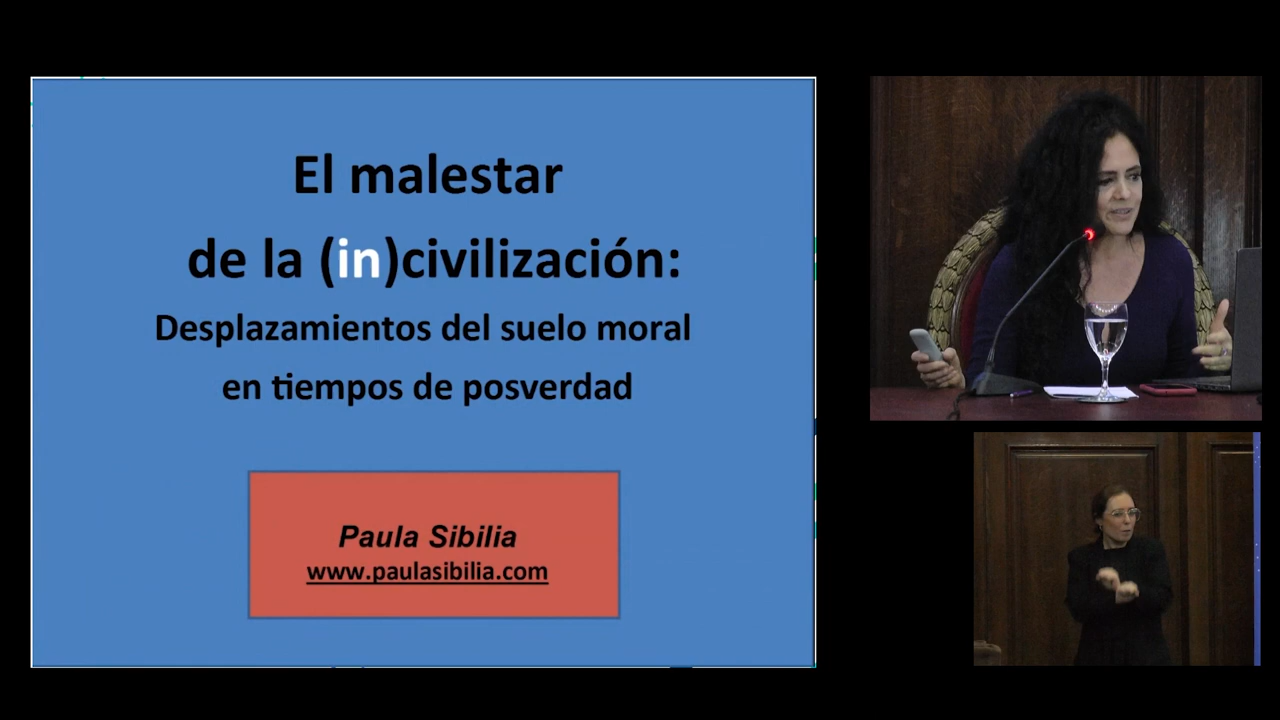 El malestar
de la (in)civilización:
Desplazamientos del suelo moral
en tiempos de posverdad
Paula Sibilia
www.paulasibilia.com